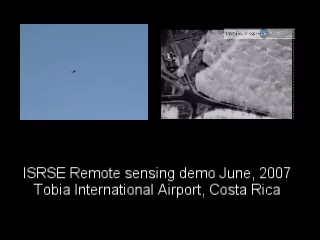 ISRSE Remote sensing demo June, 2007
Tobia International Airport, Costa Rica